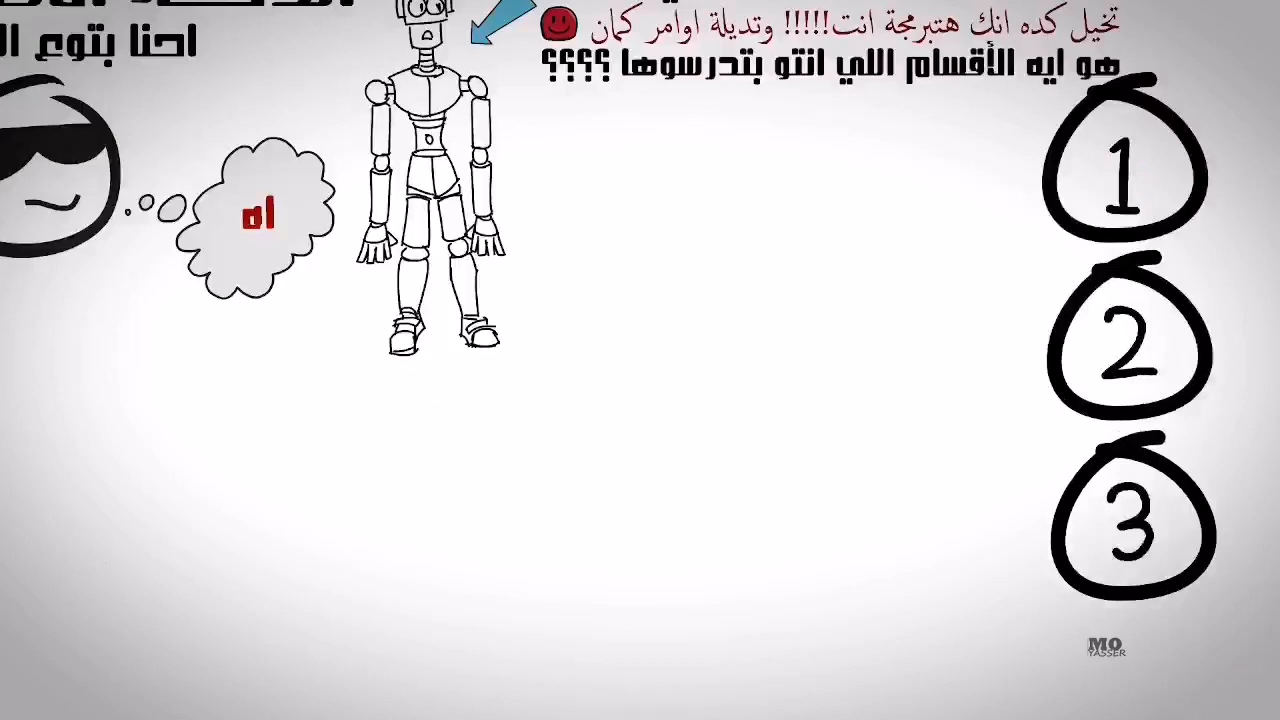 تخيل كده انك هتبرمجة انت!!!!! وتديلة اوامر كمان
هو ايه الأقسام اللي انتو بتدرسوها ؟؟؟؟
احنا بتوع
اه
1
2
3
MO
YASSER